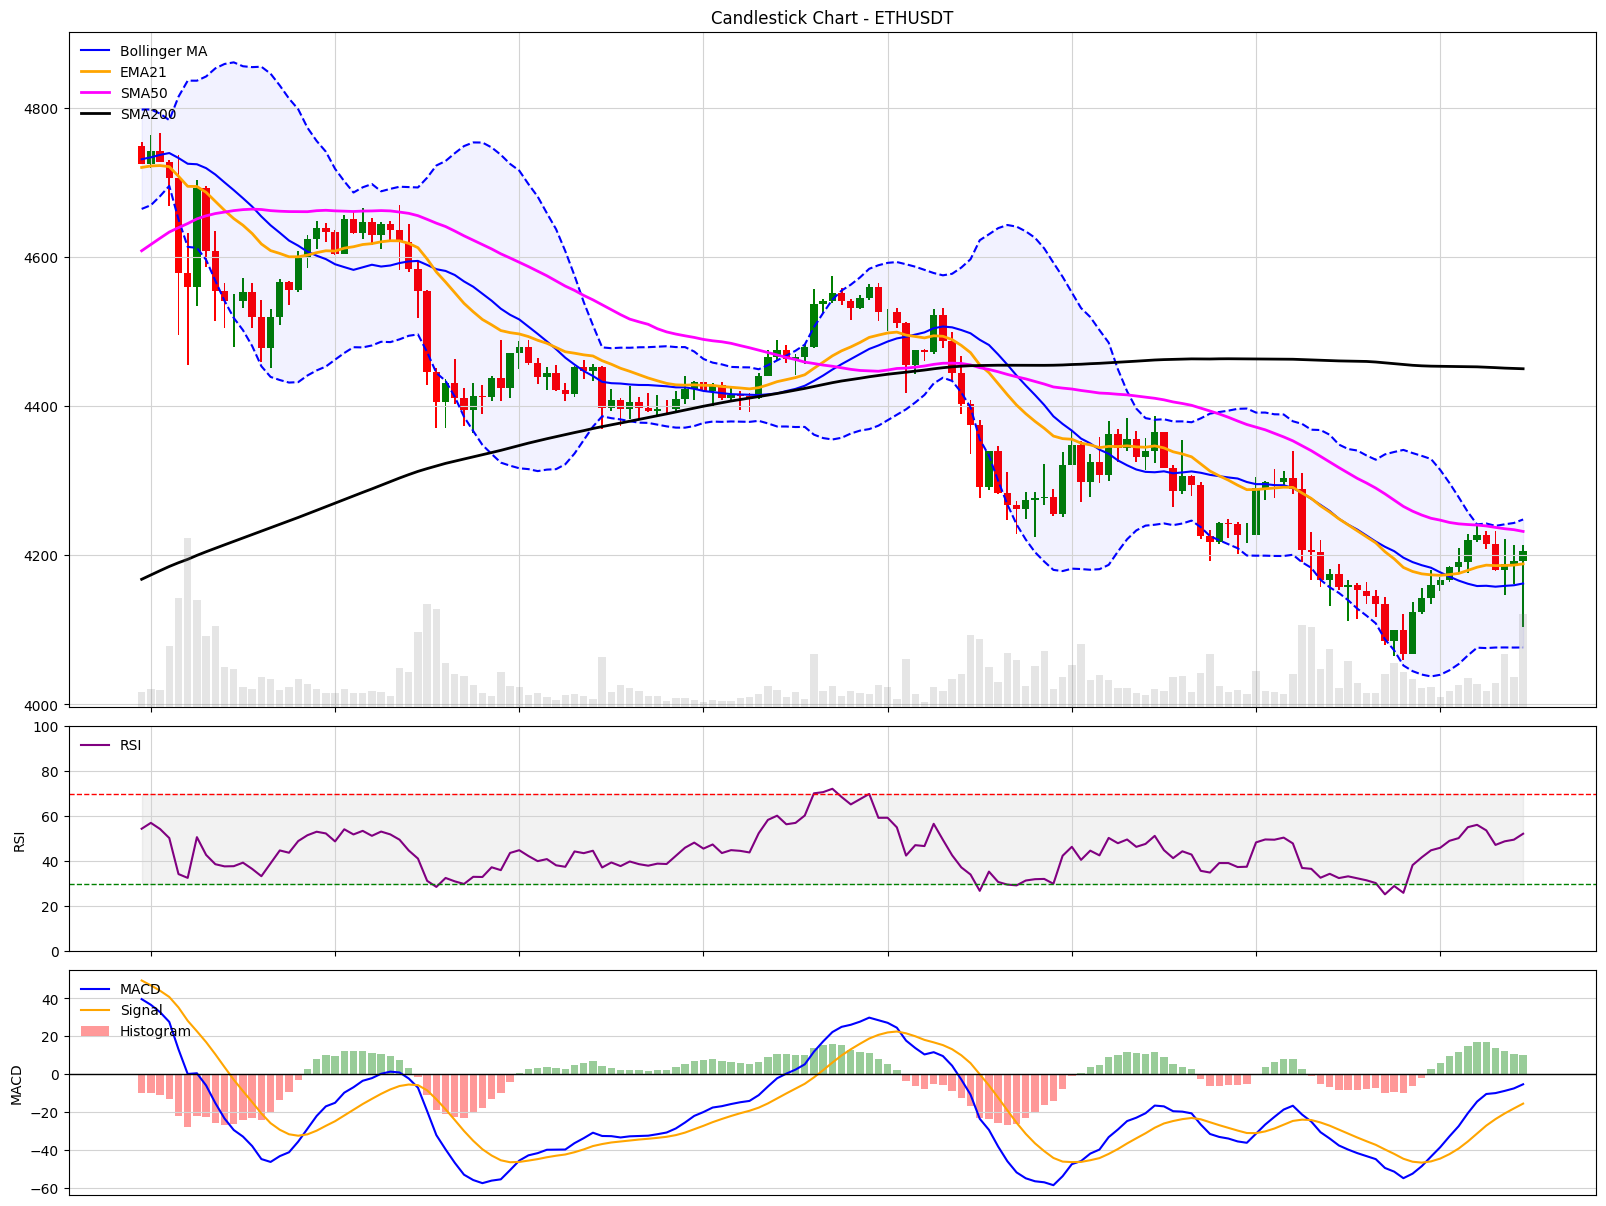 Candlestick Chart - ETHUSDT
Bollinger MA
EMA21
SMA50
SMA200
4800
4600
4400
4200
4000
RSI
100
80
60
40
20
0
RSI
MACD
Signal
Histogram
40
20
0
−20
−40
−60
MACD